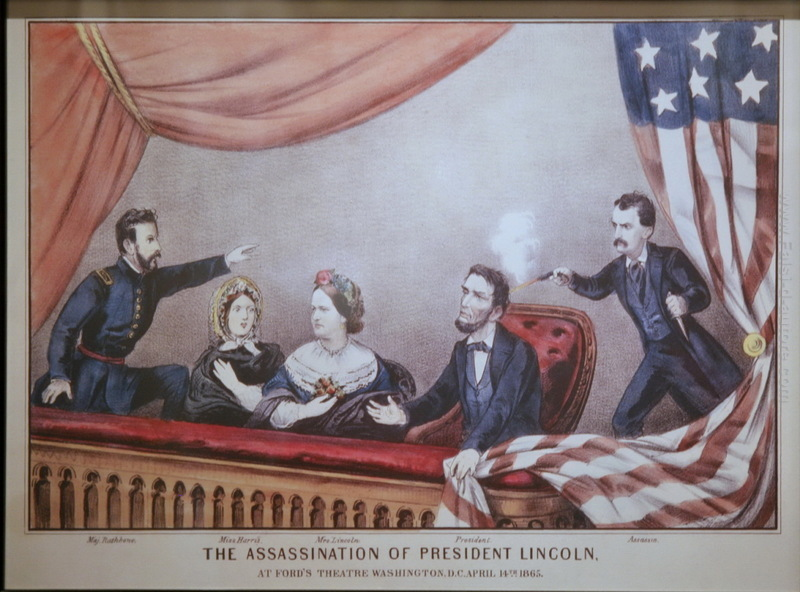 Maj. Rathbone. Miss Harris. Mrs. Lincoln. President. Assassin.
THE ASSASSINATION OF PRESIDENT LINCOLN,
AT FORD'S THEATRE WASHINGTON, D.C. APRIL 14TH 1865.